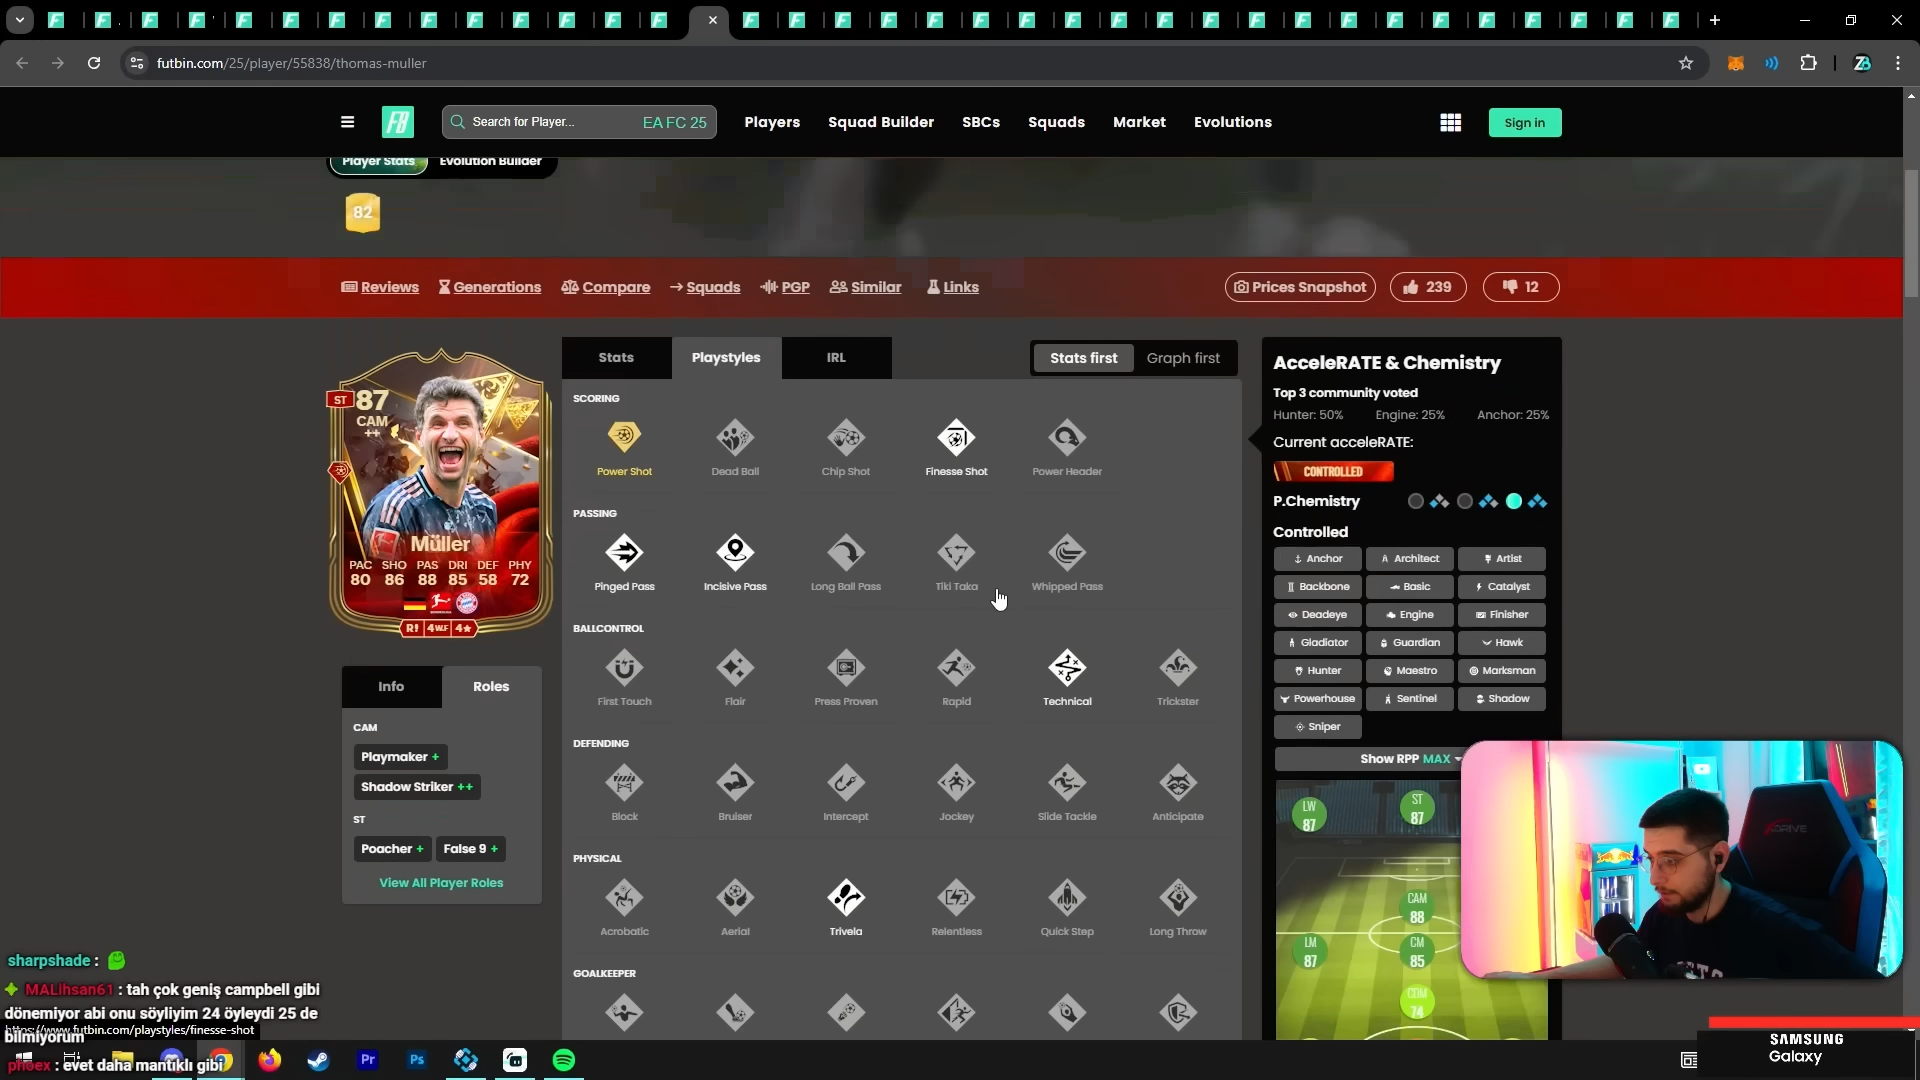 futbin.com/25/player/55838/thomas-muller
Search for Player... EA FC 25
Players Squad Builder SBCs Squads Market Evolutions
Sign in
Player Stats Evolution Builder
82
Reviews Generations Compare Squads PGP Similar Links
Prices Snapshot 239 12
ST 87
CAM
++
Müller
PAC SHO PAS DRI DEF PHY
80 86 88 85 58 72
R! 4WF 4★
Info Roles
CAM
Playmaker +
Shadow Striker ++
ST
Poacher + False 9 +
View All Player Roles
Stats Playstyles IRL
Stats first Graph first
SCORING
Power Shot Dead Ball Chip Shot Finesse Shot Power Header
PASSING
Pinged Pass Incisive Pass Long Ball Pass Tiki Taka Whipped Pass
BALLCONTROL
First Touch Flair Press Proven Rapid Technical Trickster
DEFENDING
Block Bruiser Intercept Jockey Slide Tackle Anticipate
PHYSICAL
Acrobatic Aerial Trivela Relentless Quick Step Long Throw
GOALKEEPER
AcceleRATE & Chemistry
Top 3 community voted
Hunter: 50% Engine: 25% Anchor: 25%
Current acceleRATE:
CONTROLLED
P.Chemistry
Controlled
Anchor Architect Artist
Backbone Basic Catalyst
Deadeye Engine Finisher
Gladiator Guardian Hawk
Hunter Maestro Marksman
Powerhouse Sentinel Shadow
Sniper
Show RPP MAX
LW
87
ST
87
CAM
88
LM
87
CM
85
CDM
74
XDRIVE
sharpshade :
MALIhsan61 : tah çok geniş campbell gibi
dönemiyor abi onu söyliyim 24 öyleydi 25 de
https://www.futbin.com/playstyles/finesse-shot
bilmiyorum
: evet daha mantıklı gibi
Pr Ps
SAMSUNG
Galaxy